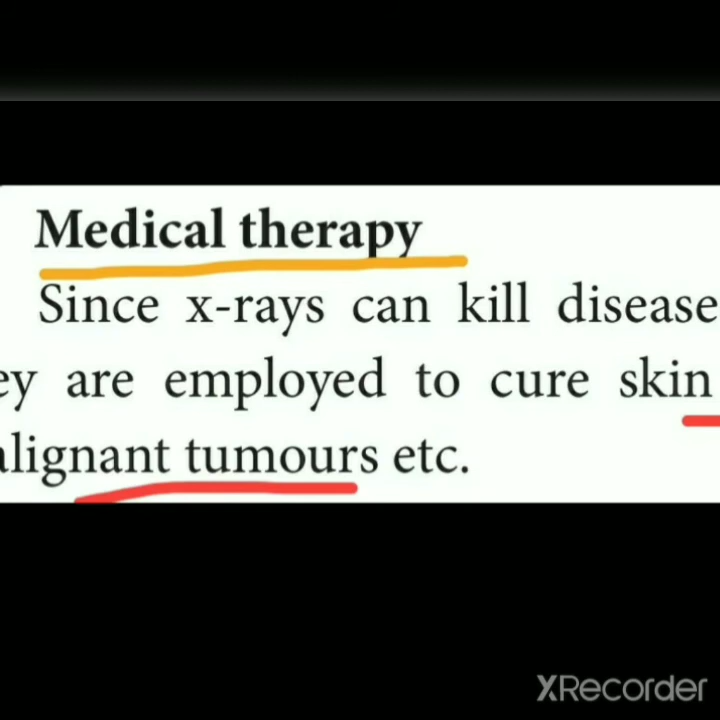 Medical therapy
Since x-rays can kill disease
ey are employed to cure skin
alignant tumours etc.
XRecorder